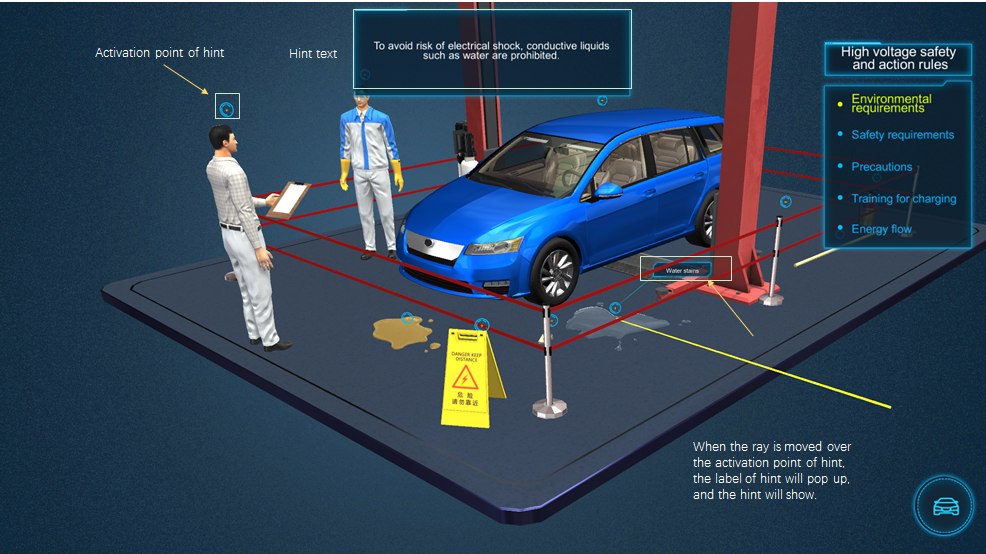 Activation point of hint
Hint text
To avoid risk of electrical shock, conductive liquids
such as water are prohibited.
High voltage safety
and action rules
Environmental
requirements
Safety requirements
Precautions
Training for charging
Energy flow
Water stains
DANGER KEEP
DISTANCE
危 险
请勿靠近
When the ray is moved over
the activation point of hint,
the label of hint will pop up,
and the hint will show.